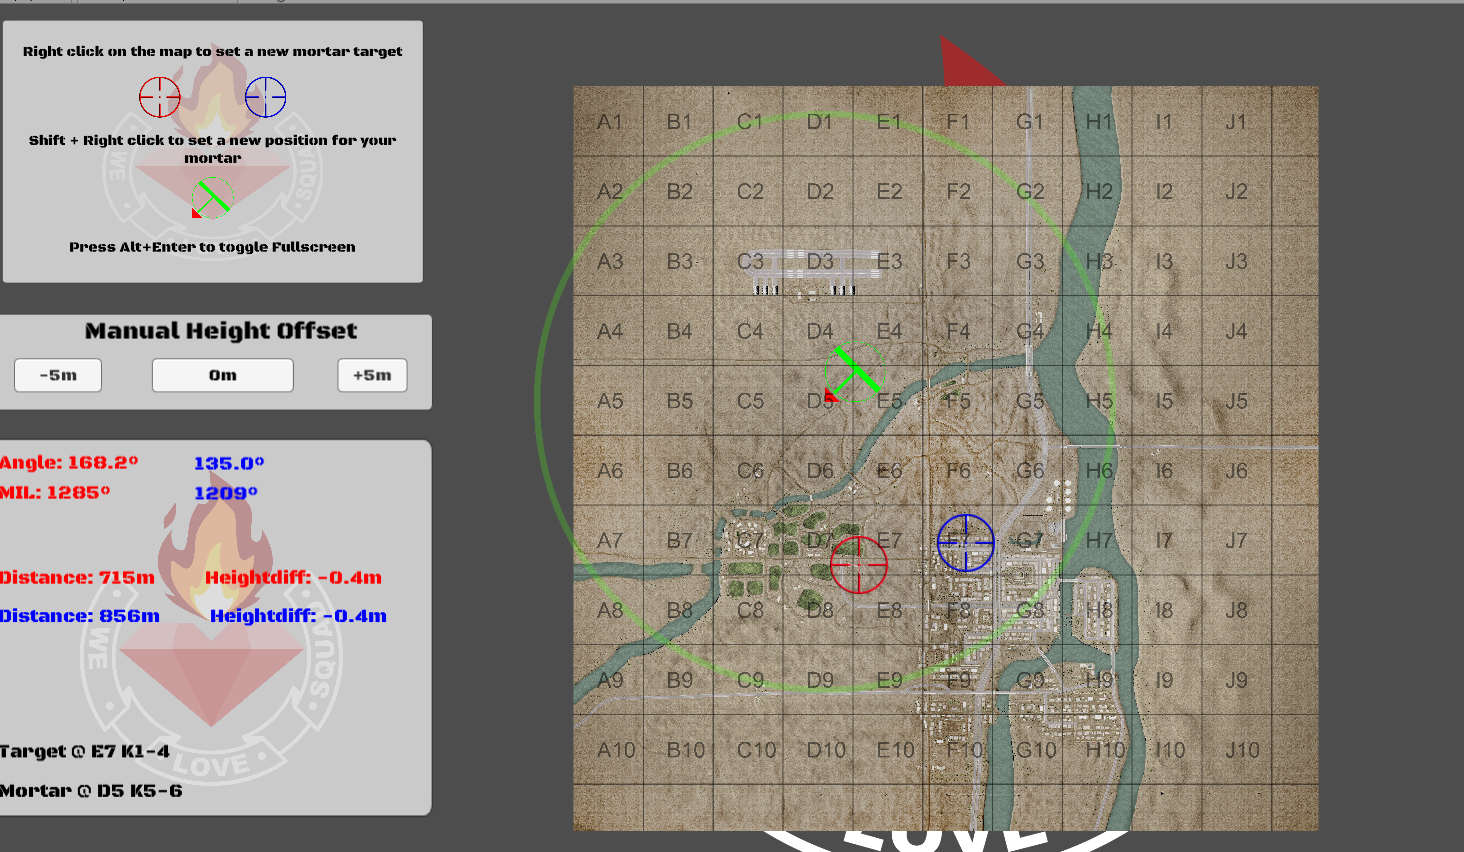 Right click on the map to set a new mortar target
Shift + Right click to set a new position for your
mortar
Press Alt+Enter to toggle Fullscreen
WE
SQUAD
Manual Height Offset
-5m 0m +5m
Angle: 168.2º 135.0º
MIL: 1285º 1209º
Distance: 715m Heightdiff: -0.4m
Distance: 856m Heightdiff: -0.4m
WE
SQUAD
LOVE
Target @ E7 K1-4
Mortar @ D5 K5-6
A1 B1 C1 D1 E1 F1 G1 H1 I1 J1
A2 B2 C2 D2 E2 F2 G2 H2 I2 J2
A3 B3 C3 D3 E3 F3 G3 H3 I3 J3
A4 B4 C4 D4 E4 F4 G4 H4 I4 J4
A5 B5 C5 D5 E5 F5 G5 H5 I5 J5
A6 B6 C6 D6 E6 F6 G6 H6 I6 J6
A7 B7 C7 D7 E7 F7 G7 H7 I7 J7
A8 B8 C8 D8 E8 F8 G8 H8 I8 J8
A9 B9 C9 D9 E9 F9 G9 H9 I9 J9
A10 B10 C10 D10 E10 F10 G10 H10 I10 J10
LOVE